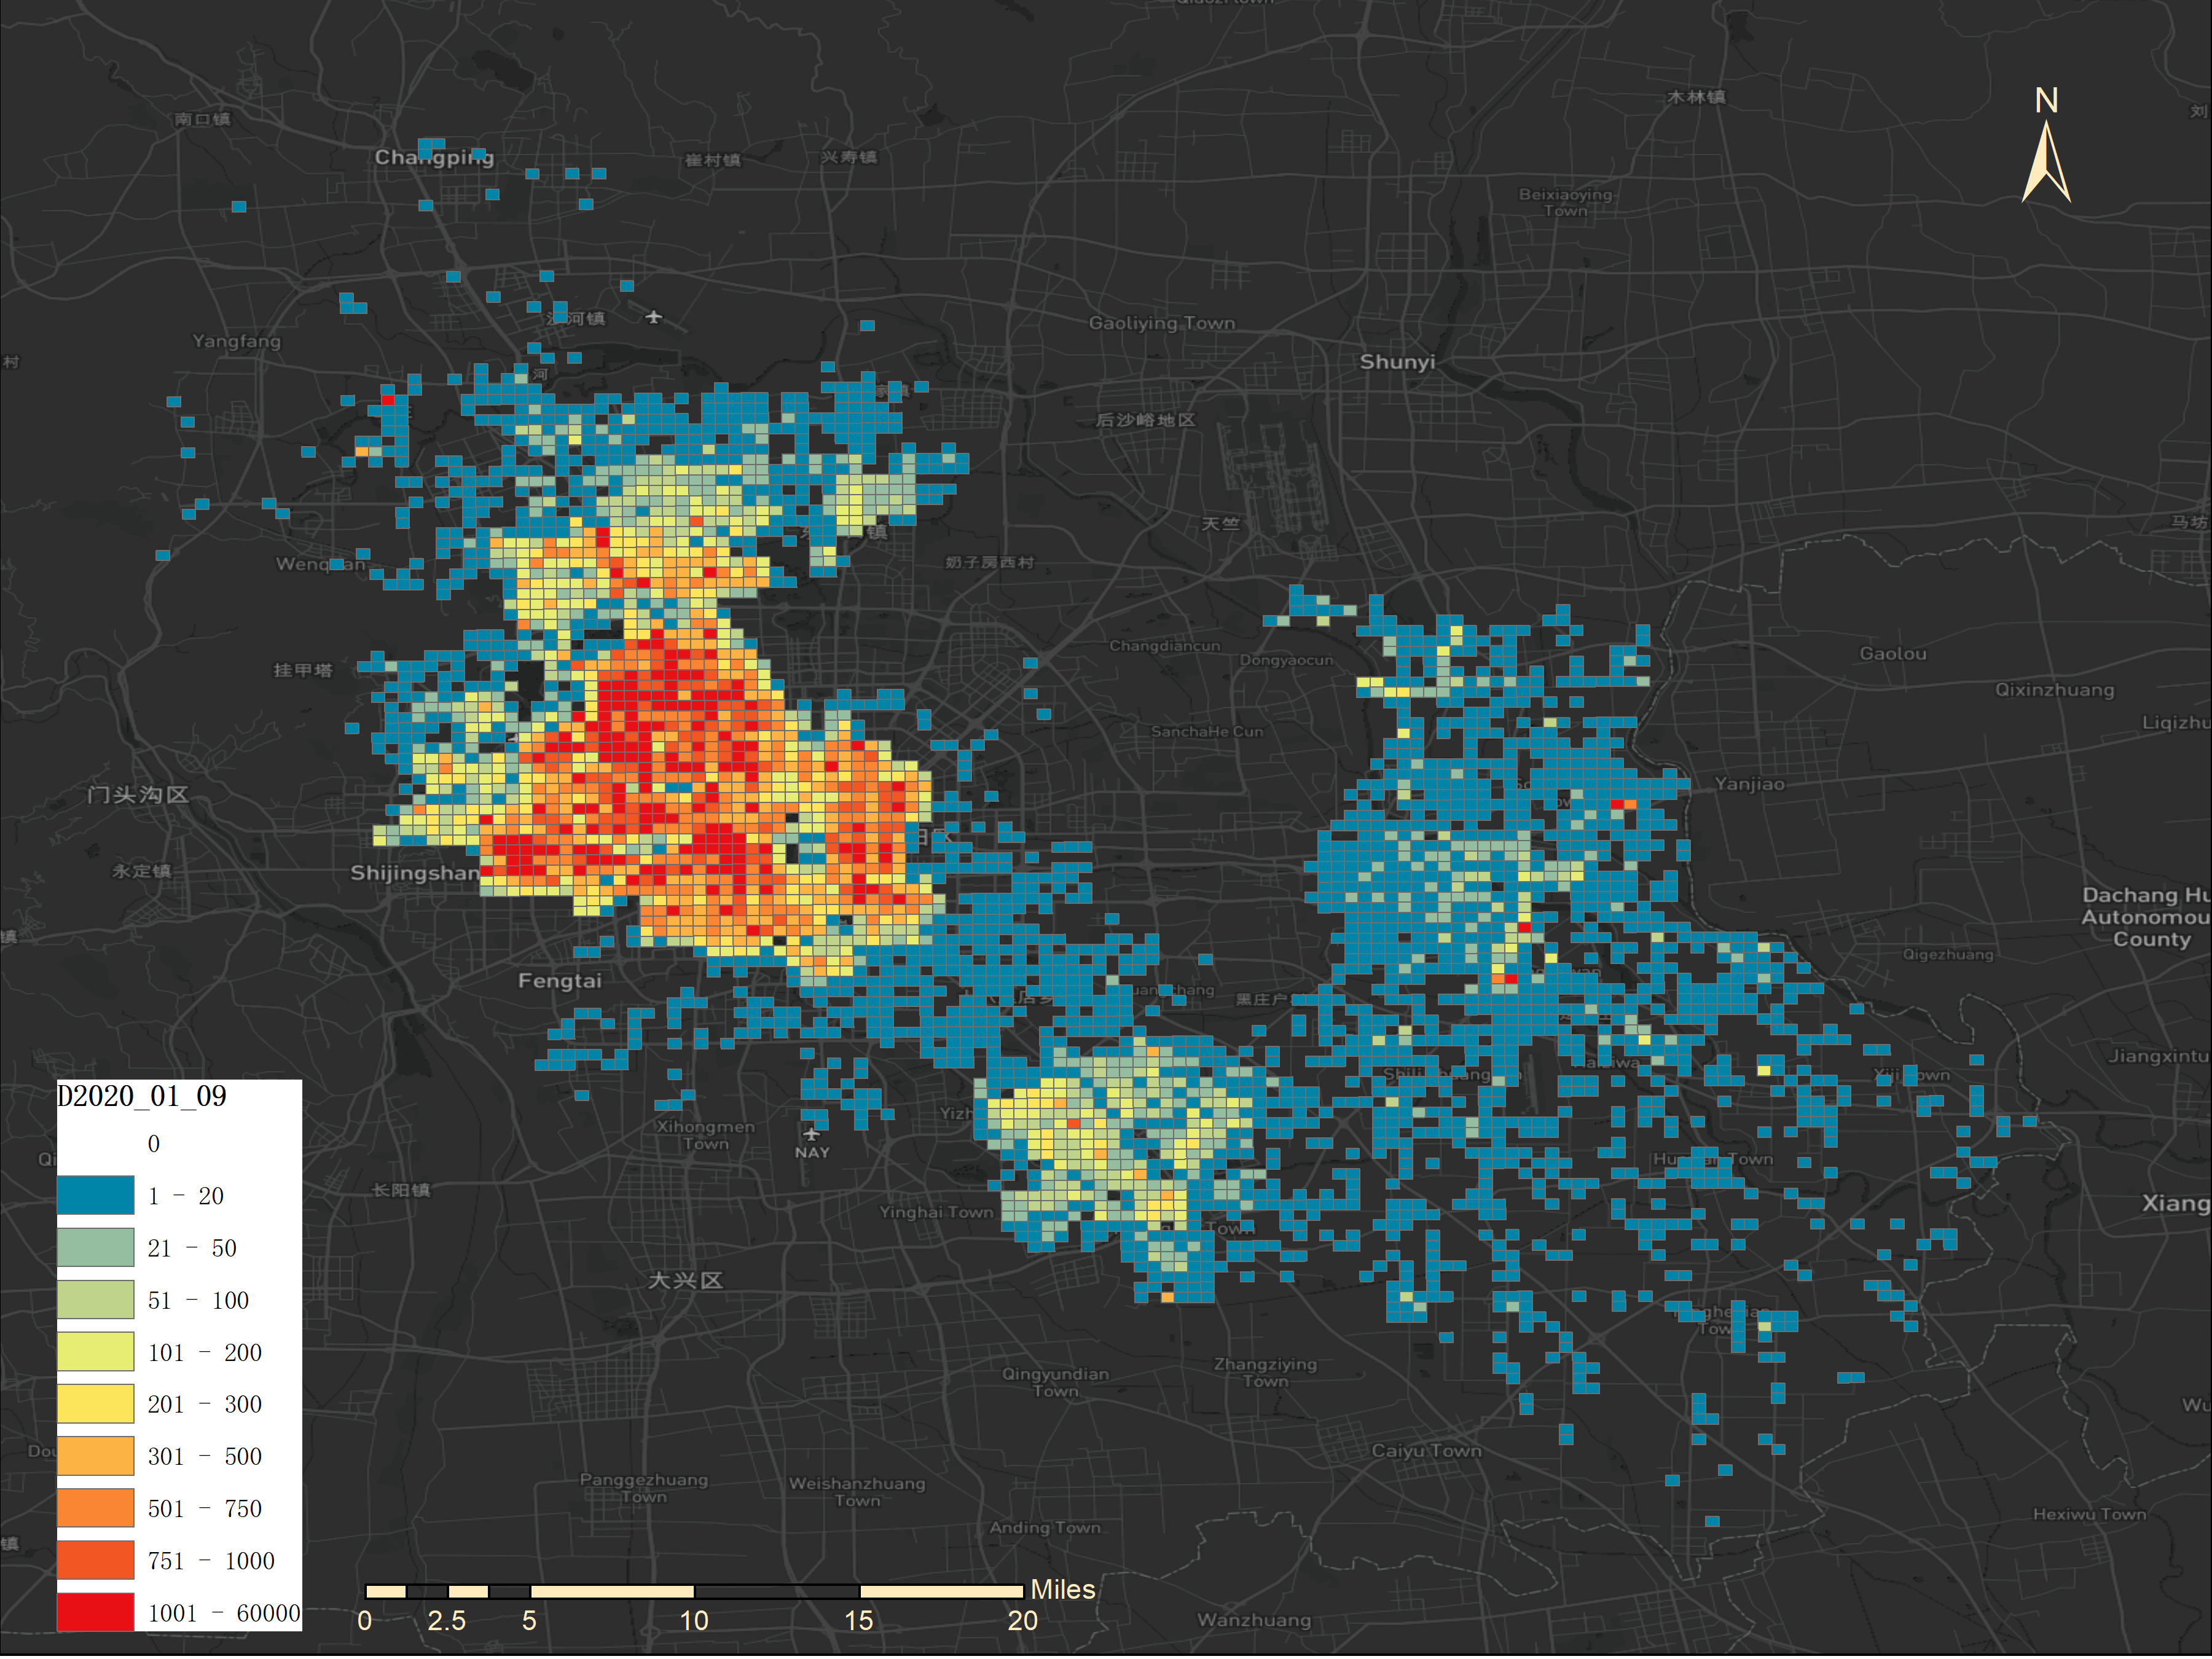 木林镇
N
南口镇
Changping
崔村镇
兴寿镇
Beixiaoying
Town
Gaoliying Town
Yangfang
村
Shunyi
后沙峪地区
天竺
马坊
奶子房西村
挂甲塔
Changdiancun
Dongyaocun
Gaolou
Qixinzhuang
Liqizhu
SanchaHe Cun
Yanjiao
门头沟区
永定镇
Shijingshan
Dachang Hu
Autonomou
County
镇
Qigezhuang
Fengtai
Jiangxintu
D2020_01_09
0
1 - 20
21 - 50
51 - 100
101 - 200
201 - 300
301 - 500
501 - 750
751 - 1000
1001 - 60000
Xihongmen
Town
NAY
长阳镇
Yinghai Town
Xiang
大兴区
Qingyundian
Town
Zhangziying
Town
Caiyu Town
Panggezhuang
Town
Weishanzhuang
Town
Anding Town
Hexiwu Town
镇
Wanzhuang
Miles
0 2.5 5 10 15 20